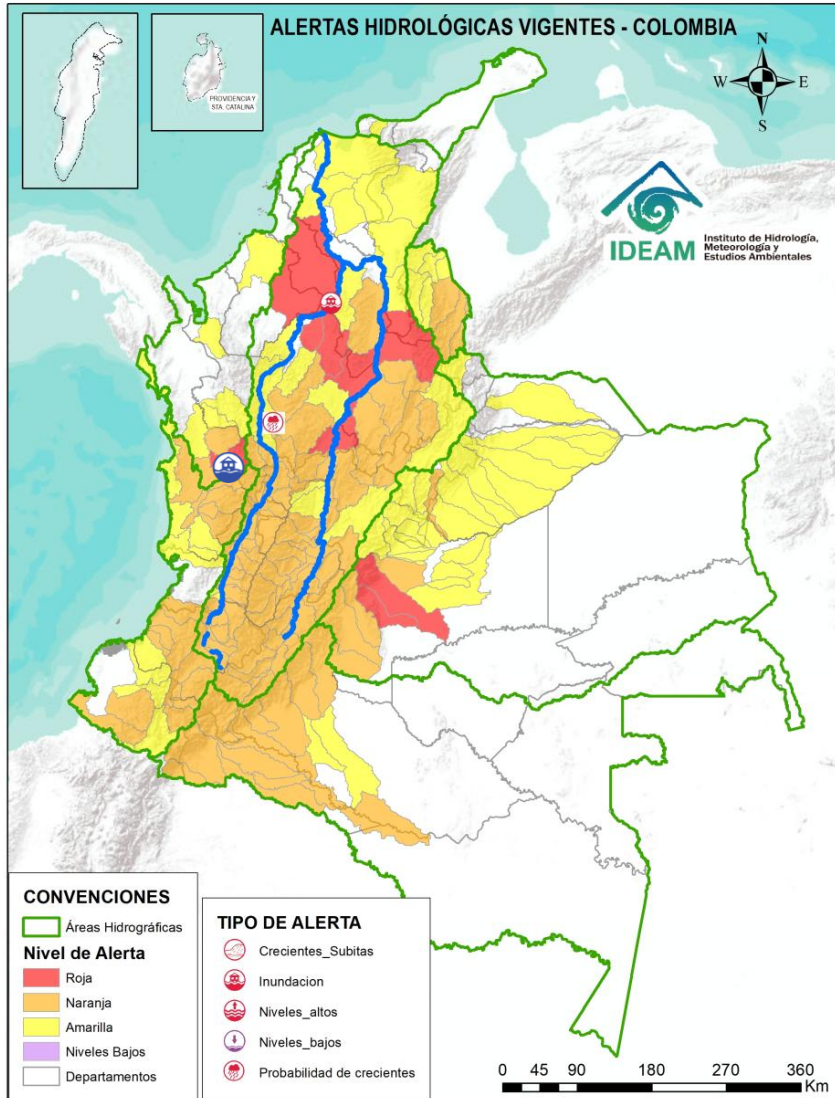 ALERTAS HIDROLÓGICAS VIGENTES - COLOMBIA
PROVIDENCIA Y
STA. CATALINA
N
W
E
S
IDEAM
Instituto de Hidrología,
Meteorología y
Estudios Ambientales
CONVENCIONES
Áreas Hidrográficas
Nivel de Alerta
Roja
Naranja
Amarilla
Niveles Bajos
Departamentos
TIPO DE ALERTA
Crecientes_Subitas
Inundacion
Niveles_altos
Niveles_bajos
Probabilidad de crecientes
0 45 90 180 270 360
Km